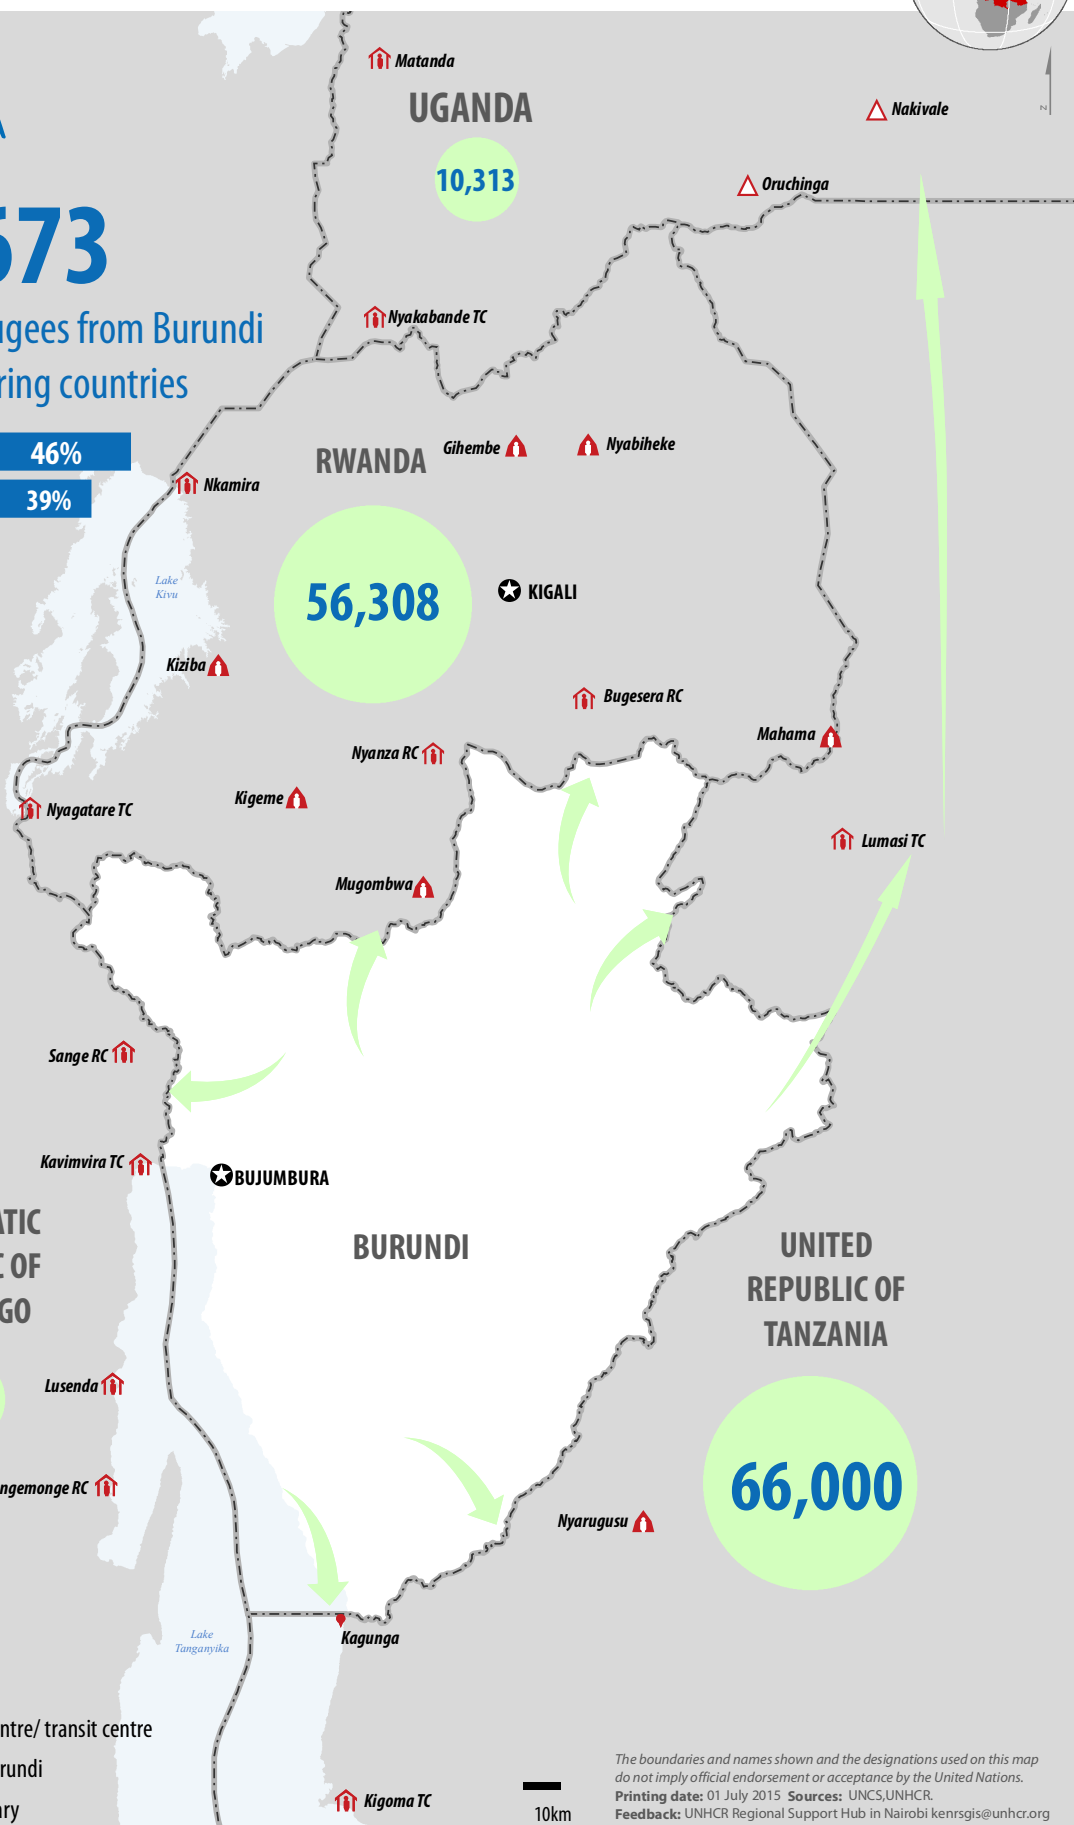 Matanda
UGANDA
10,313
Nakivale
Oruchinga
N
673
ugees from Burundi
ring countries
46%
39%
Nyakabande TC
RWANDA
Gihembe
Nyabiheke
Nkamira
Lake
Kivu
56,308
KIGALI
Kiziba
Bugesera RC
Mahama
Nyanza RC
Kigeme
Nyagatare TC
Lumasi TC
Mugombwa
Sange RC
Kavimvira TC
BUJUMBURA
ATIC
C OF
GO
BURUNDI
UNITED
REPUBLIC OF
TANZANIA
66,000
Lusenda
ngemonge RC
Nyarugusu
Lake
Tanganyika
Kagunga
ntre/ transit centre
rundi
ary
Kigoma TC
10km
The boundaries and names shown and the designations used on this map
do not imply official endorsement or acceptance by the United Nations.
Printing date: 01 July 2015 Sources: UNCS,UNHCR.
Feedback: UNHCR Regional Support Hub in Nairobi kenrsgis@unhcr.org